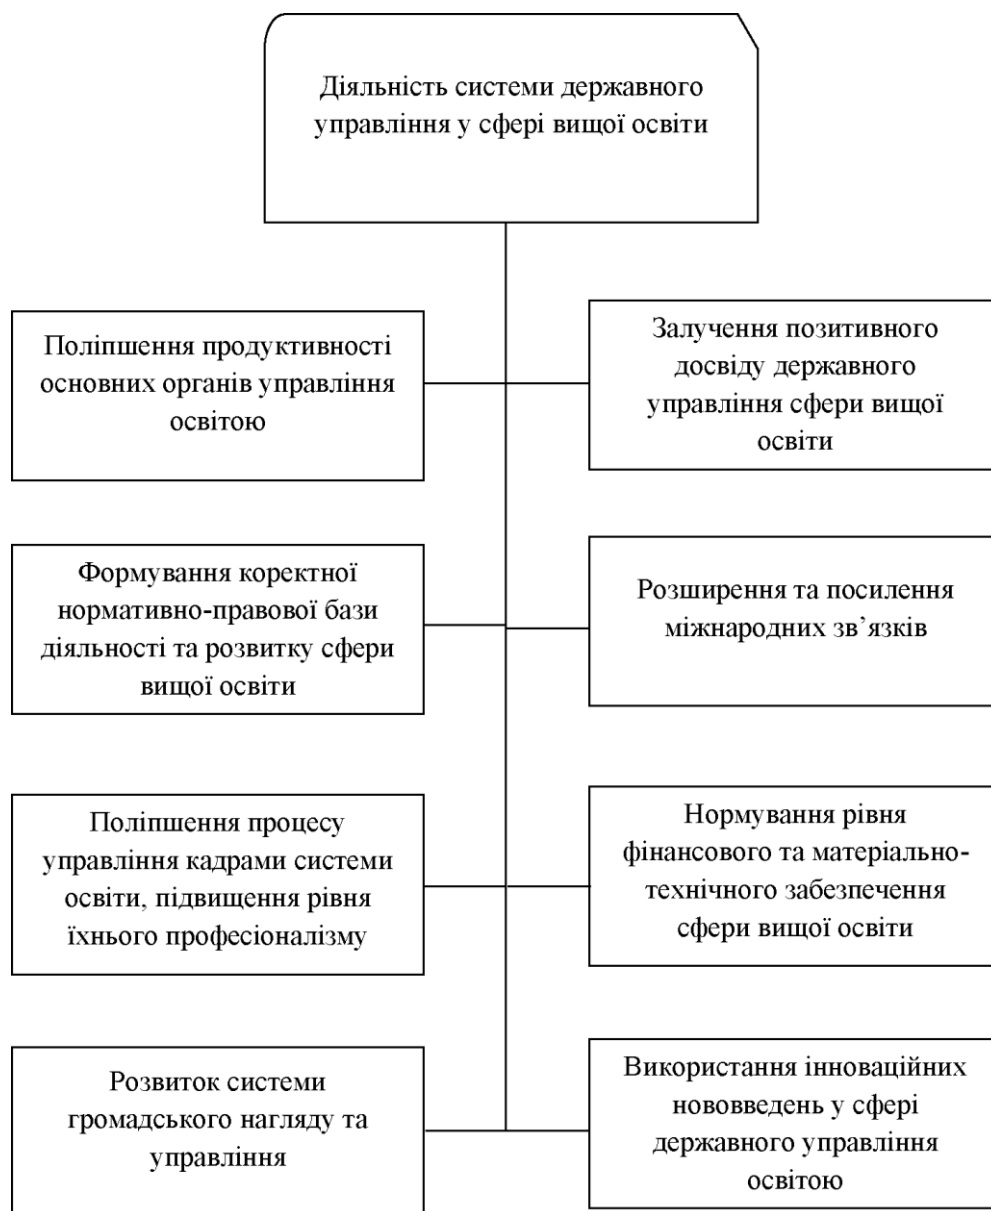 Діяльність системи державного
управління у сфері вищої освіти
Поліпшення продуктивності
основних органів управління
освітою
Залучення позитивного
досвіду державного
управління сфери вищої
освіти
Формування коректної
нормативно-правової бази
діяльності та розвитку сфери
вищої освіти
Розширення та посилення
міжнародних зв’язків
Поліпшення процесу
управління кадрами системи
освіти, підвищення рівня
їхнього професіоналізму
Нормування рівня
фінансового та матеріально-
технічного забезпечення
сфери вищої освіти
Розвиток системи
громадського нагляду та
управління
Використання інноваційних
нововведень у сфері
державного управління
освітою